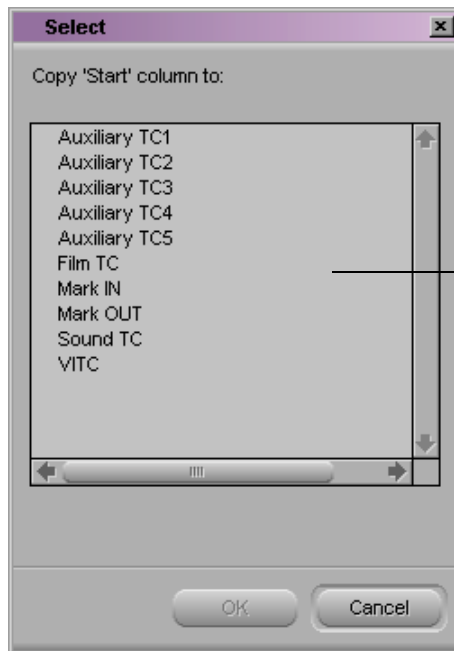 Select
Copy 'Start' column to:
Auxiliary TC1
Auxiliary TC2
Auxiliary TC3
Auxiliary TC4
Auxiliary TC5
Film TC
Mark IN
Mark OUT
Sound TC
VITC
OK
Cancel